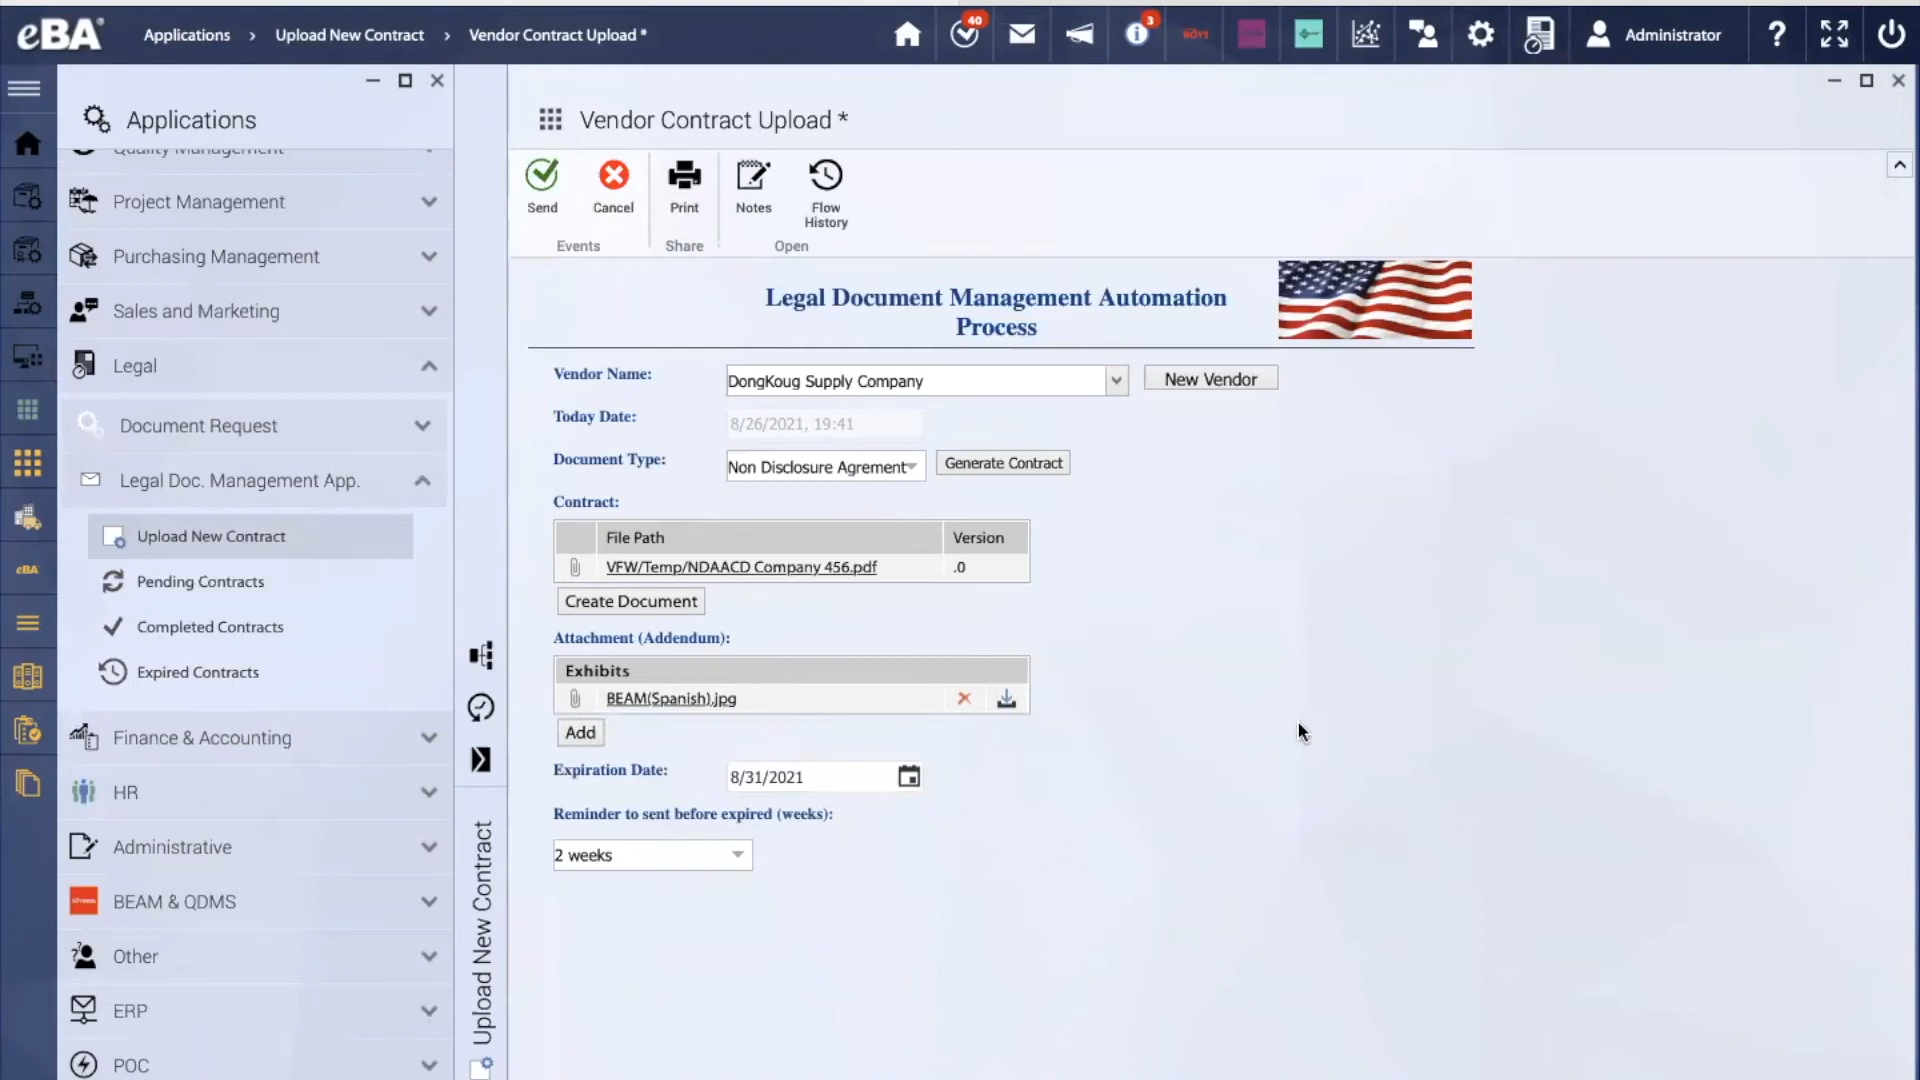 eBA
Applications > Upload New Contract > Vendor Contract Upload *
40
3
Administrator
?
Applications
Quality Management
Project Management
Purchasing Management
Sales and Marketing
Legal
Document Request
Legal Doc. Management App.
Upload New Contract
Pending Contracts
Completed Contracts
Expired Contracts
Finance & Accounting
HR
Administrative
BEAM & QDMS
Other
ERP
POC
eBA
Upload New Contract
Vendor Contract Upload *
Send
Cancel
Print
Notes
Flow
History
Events
Share
Open
Legal Document Management Automation
Process
Vendor Name:
DongKoug Supply Company
New Vendor
Today Date:
8/26/2021, 19:41
Document Type:
Non Disclosure Agrement
Generate Contract
Contract:
File Path
Version
VFW/Temp/NDAACD Company 456.pdf
.0
Create Document
Attachment (Addendum):
Exhibits
BEAM(Spanish).jpg
Add
Expiration Date:
8/31/2021
Reminder to sent before expired (weeks):
2 weeks